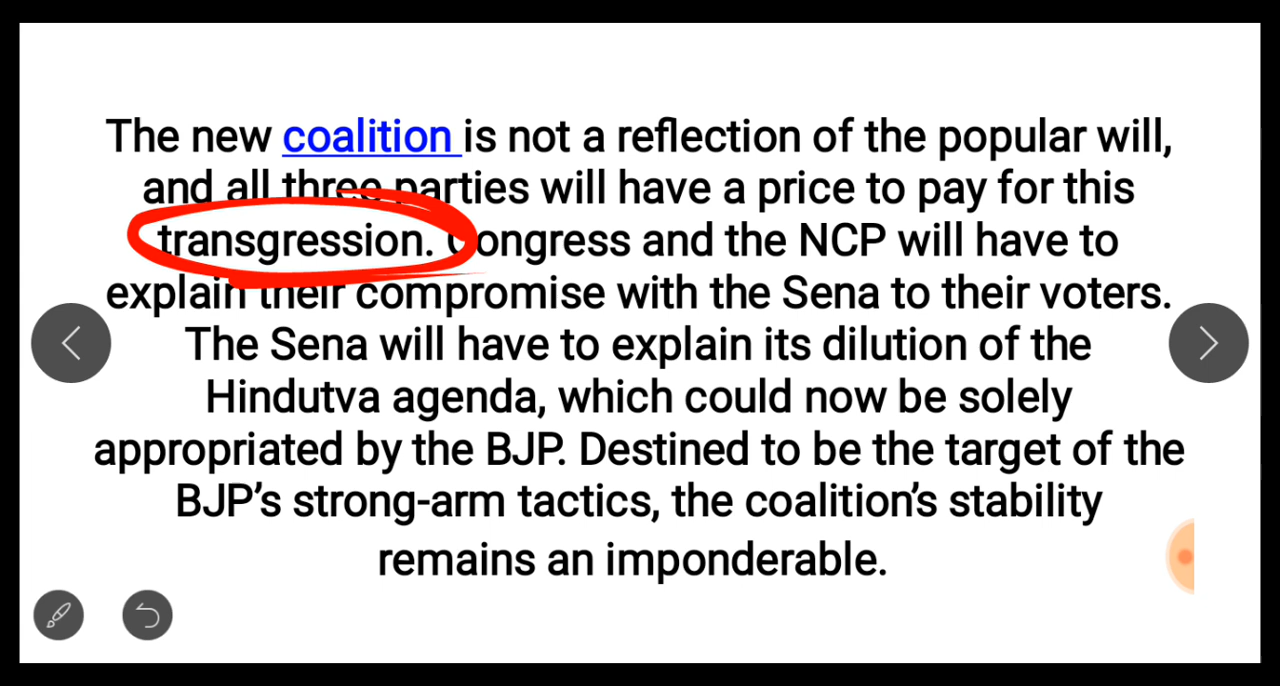 The new coalition is not a reflection of the popular will,
and all three parties will have a price to pay for this
transgression. Congress and the NCP will have to
explain their compromise with the Sena to their voters.
The Sena will have to explain its dilution of the
Hindutva agenda, which could now be solely
appropriated by the BJP. Destined to be the target of the
BJP’s strong-arm tactics, the coalition’s stability
remains an imponderable.